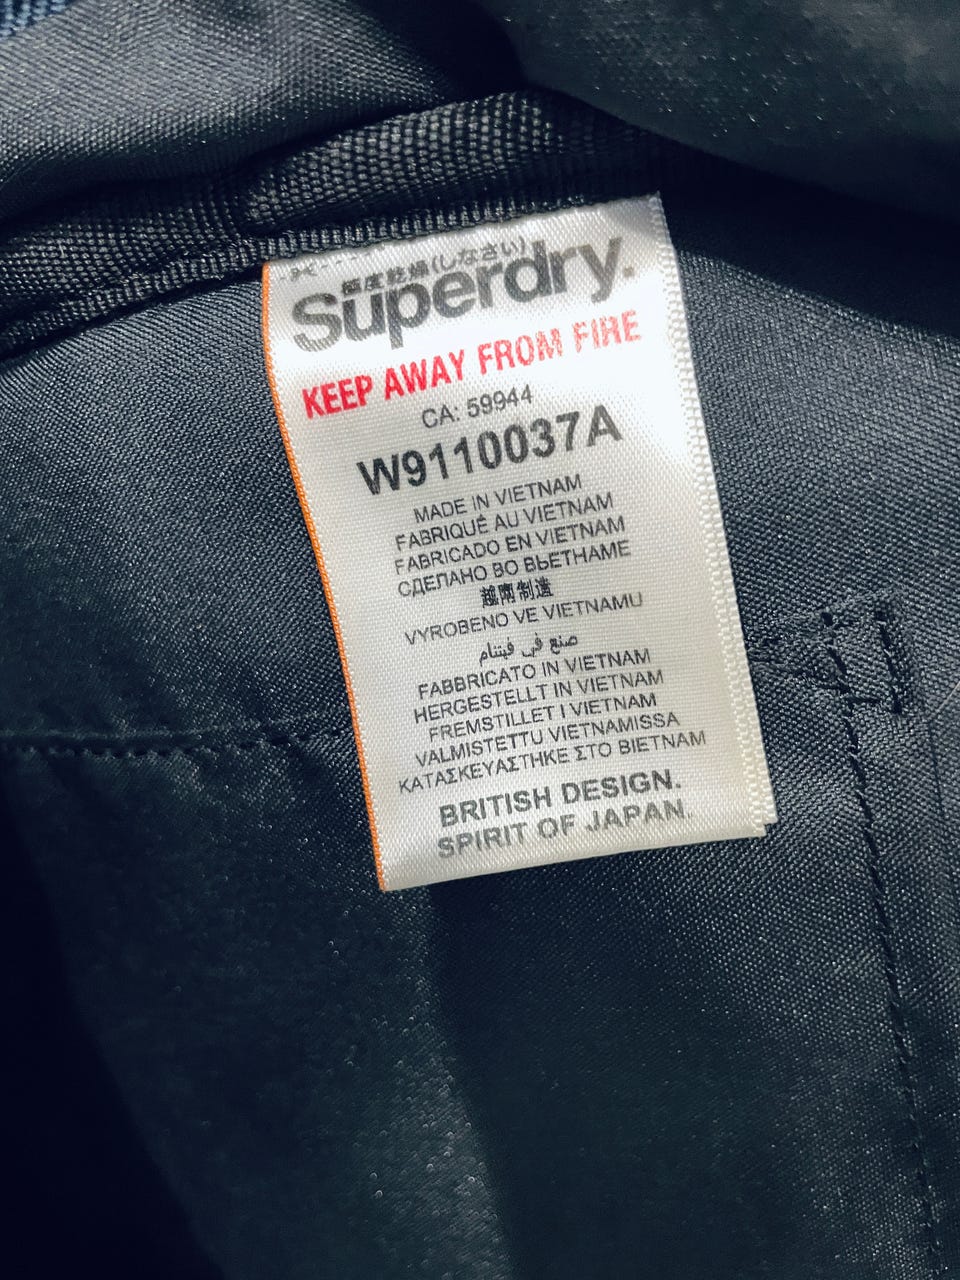 極度乾燥(しなさい)
Superdry.
KEEP AWAY FROM FIRE
CA: 59944
W9110037A
MADE IN VIETNAM
FABRIQUÉ AU VIETNAM
FABRICADO EN VIETNAM
СДЕПАНО ВО ВЬЕТНАМЕ
越南制造
VYROBENO VE VIETNAMU
صنع في فيتنام
FABBRICATO IN VIETNAM
HERGESTELLT IN VIETNAM
FREMSTILLET I VIETNAM
VALMISTETTU VIETNAMISSA
ΚΑΤΑΣΚΕΥΑΣΤΗΚΕ ΣΤΟ ΒΙΕΤΝΑΜ
BRITISH DESIGN.
SPIRIT OF JAPAN.